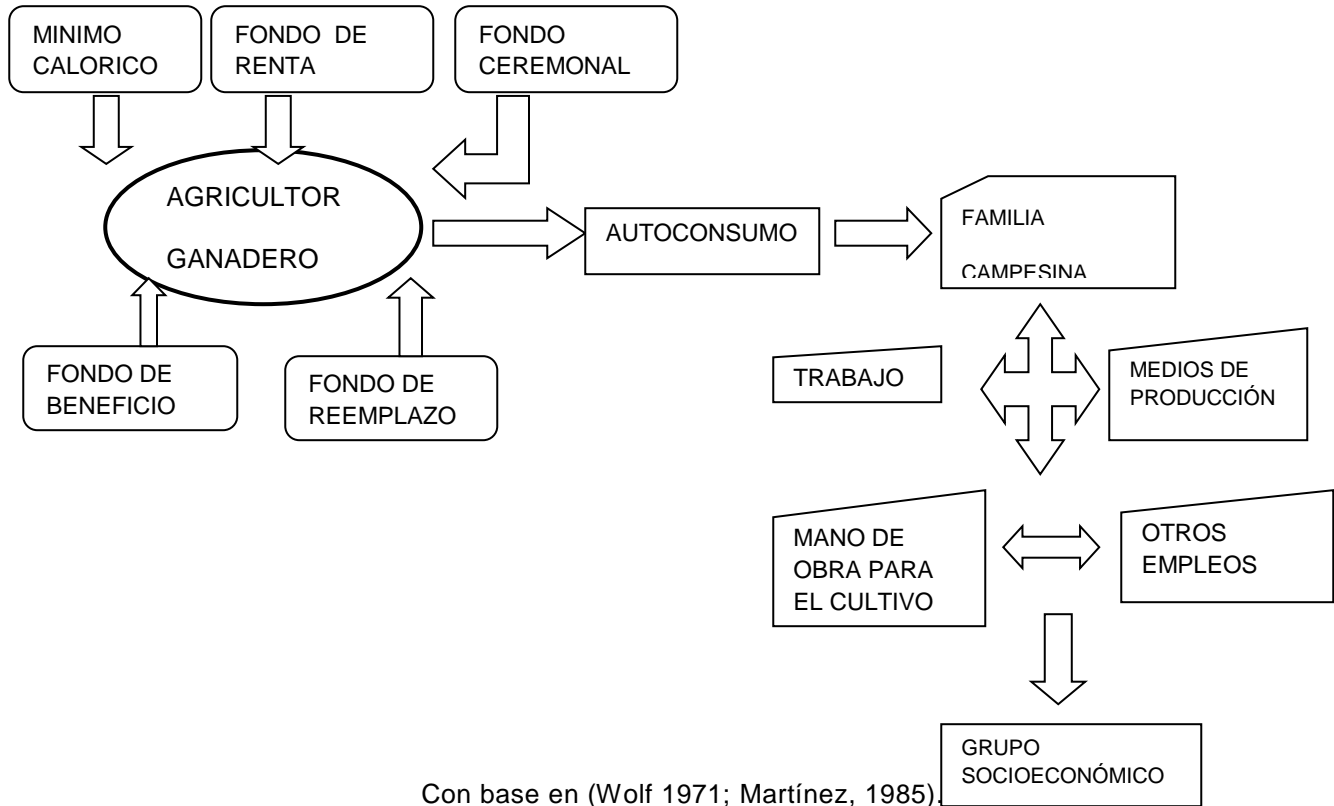 MINIMO
CALORICO
FONDO DE
RENTA
FONDO
CEREMONAL
AGRICULTOR
GANADERO
AUTOCONSUMO
FAMILIA
CAMPESINA
FONDO DE
BENEFICIO
FONDO DE
REEMPLAZO
TRABAJO
MEDIOS DE
PRODUCCIÓN
MANO DE
OBRA PARA
EL CULTIVO
OTROS
EMPLEOS
GRUPO
SOCIOECONÓMICO
Con base en (Wolf 1971; Martínez, 1985).